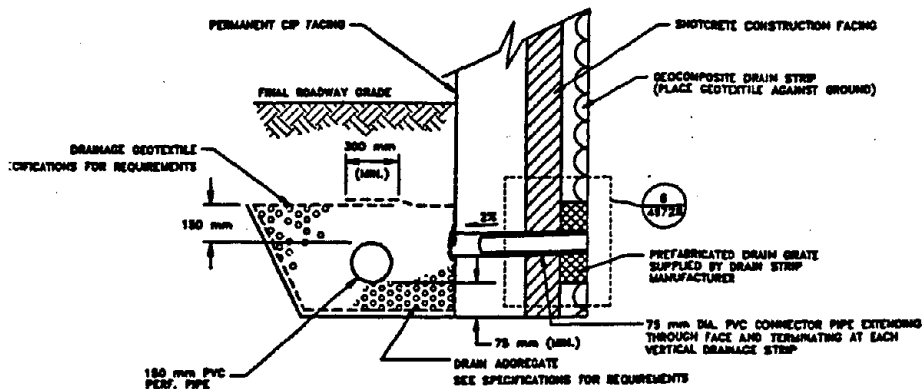 PERMANENT CIP FACING
SHOTCRETE CONSTRUCTION FACING
GEOCOMPOSITE DRAIN STRIP
(PLACE GEOTEXTILE AGAINST GROUND)
FINAL ROADWAY GRADE
DRAINAGE GEOTEXTILE
CIFICATIONS FOR REQUIREMENTS
300 mm
(MIN.)
150 mm
2%
6
PREFABRICATED DRAIN GRATE
SUPPLIED BY DRAIN STRIP
MANUFACTURER
75 mm (MIN.)
75 mm DIA. PVC CONNECTOR PIPE EXTENDING
THROUGH FACE AND TERMINATING AT EACH
VERTICAL DRAINAGE STRIP
150 mm PVC
PERF. PIPE
DRAIN AGGREGATE
SEE SPECIFICATIONS FOR REQUIREMENTS